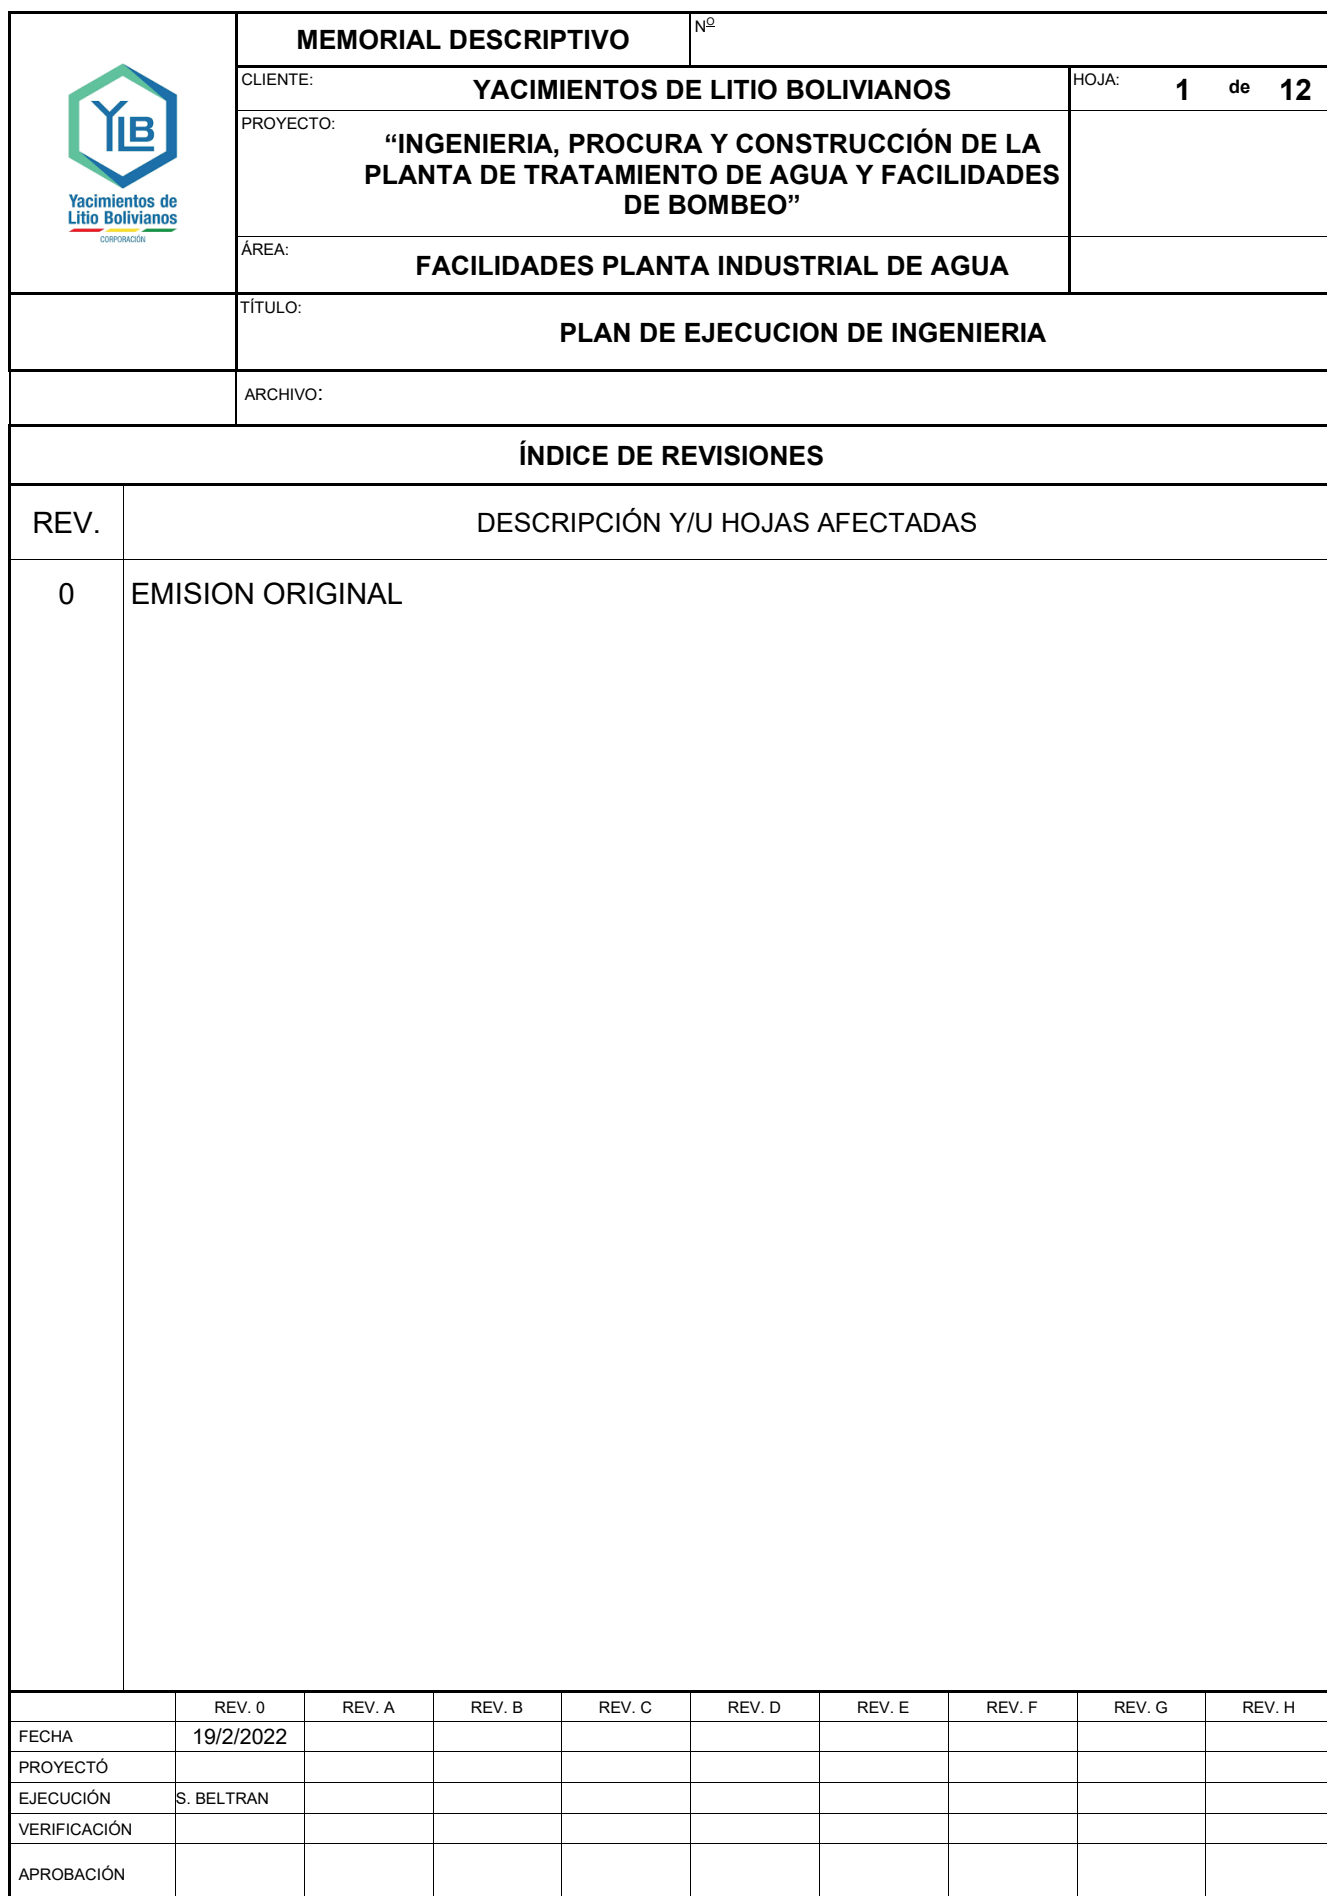 YLB
Yacimientos de
Litio Bolivianos
CORPORACIÓN
MEMORIAL DESCRIPTIVO
Nº
CLIENTE:
YACIMIENTOS DE LITIO BOLIVIANOS
HOJA:
1 de 12
PROYECTO:
“INGENIERIA, PROCURA Y CONSTRUCCIÓN DE LA
PLANTA DE TRATAMIENTO DE AGUA Y FACILIDADES
DE BOMBEO”
ÁREA:
FACILIDADES PLANTA INDUSTRIAL DE AGUA
TÍTULO:
PLAN DE EJECUCION DE INGENIERIA
ARCHIVO:
ÍNDICE DE REVISIONES
REV. DESCRIPCIÓN Y/U HOJAS AFECTADAS
0 EMISION ORIGINAL
REV. 0 REV. A REV. B REV. C REV. D REV. E REV. F REV. G REV. H
FECHA 19/2/2022
PROYECTÓ
EJECUCIÓN S. BELTRAN
VERIFICACIÓN
APROBACIÓN